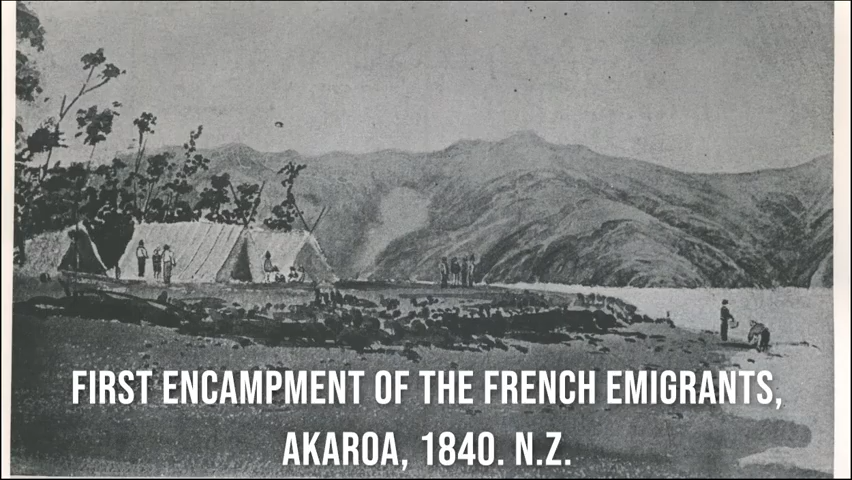 FIRST ENCAMPMENT OF THE FRENCH EMIGRANTS,
AKAROA, 1840. N.Z.